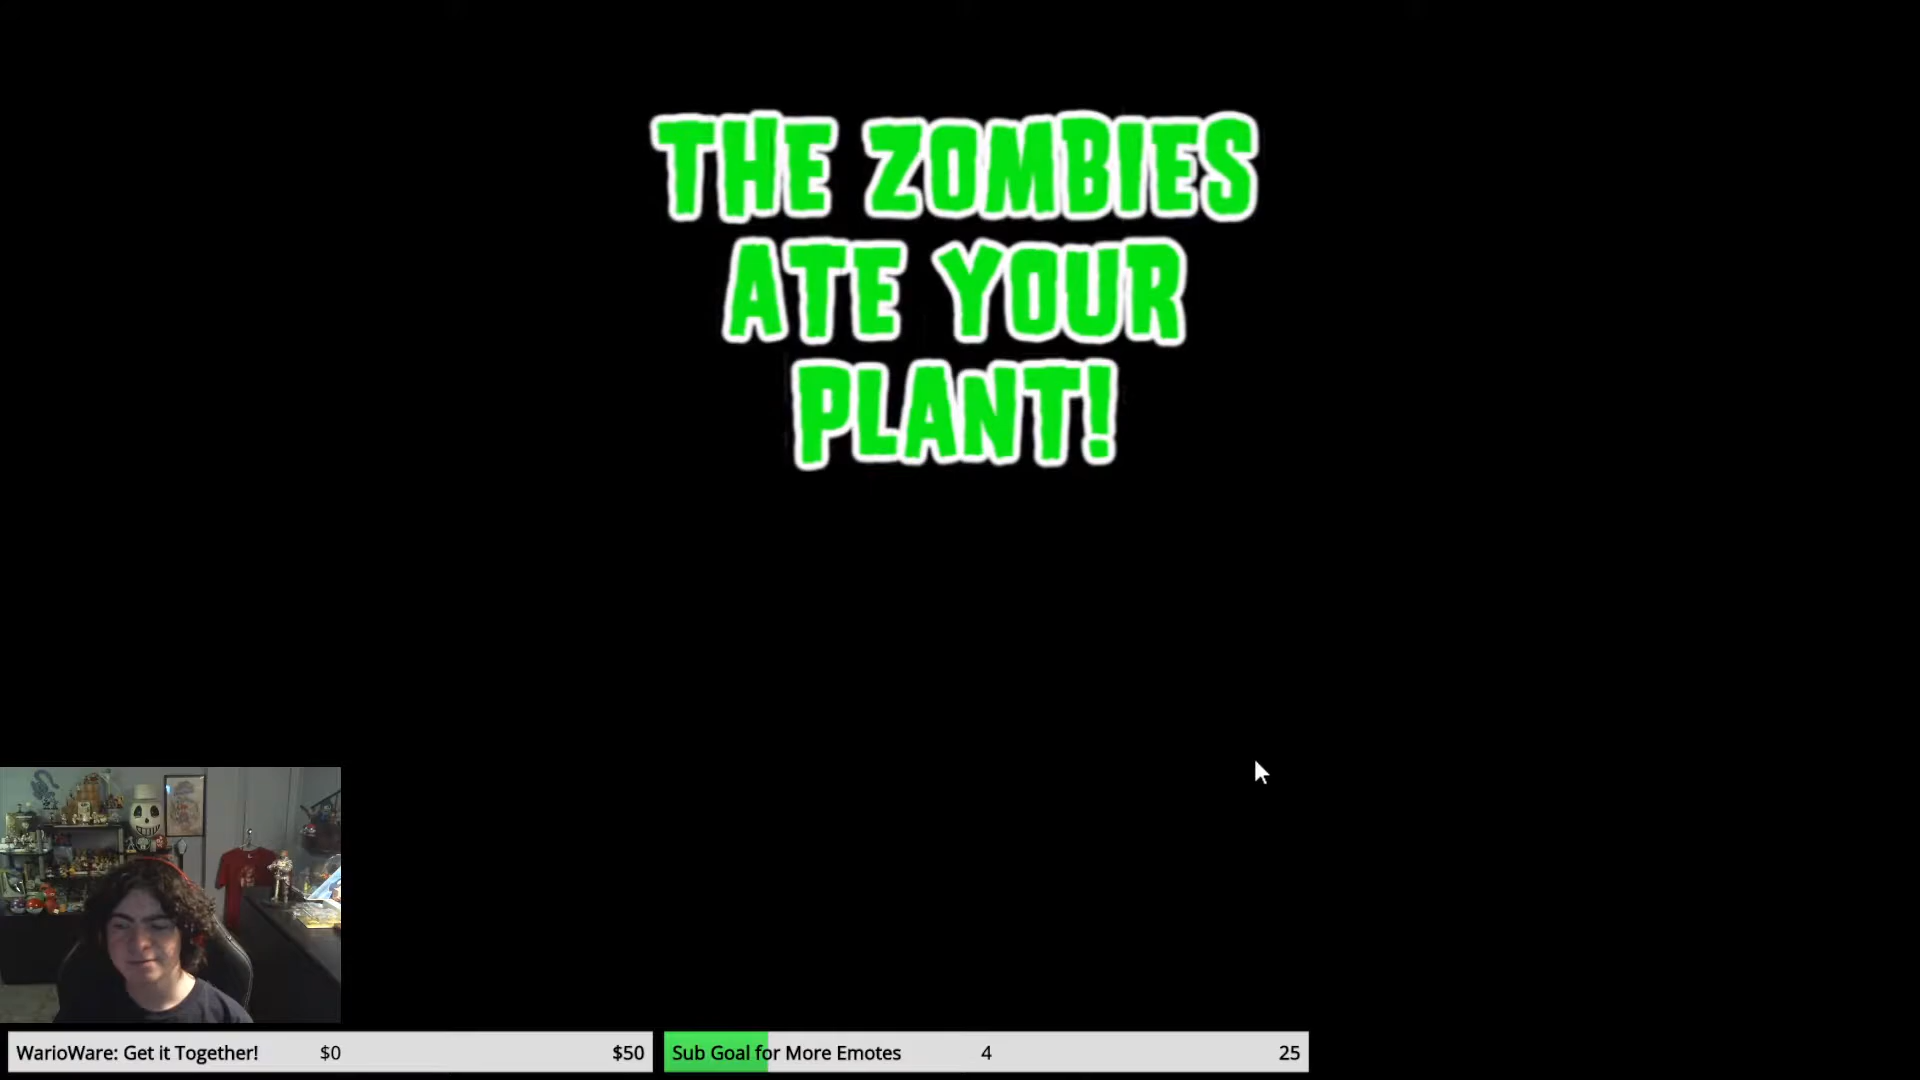 THE ZOMBIES
ATE YOUR
PLANT!
WarioWare: Get it Together! $0 $50
Sub Goal for More Emotes 4 25